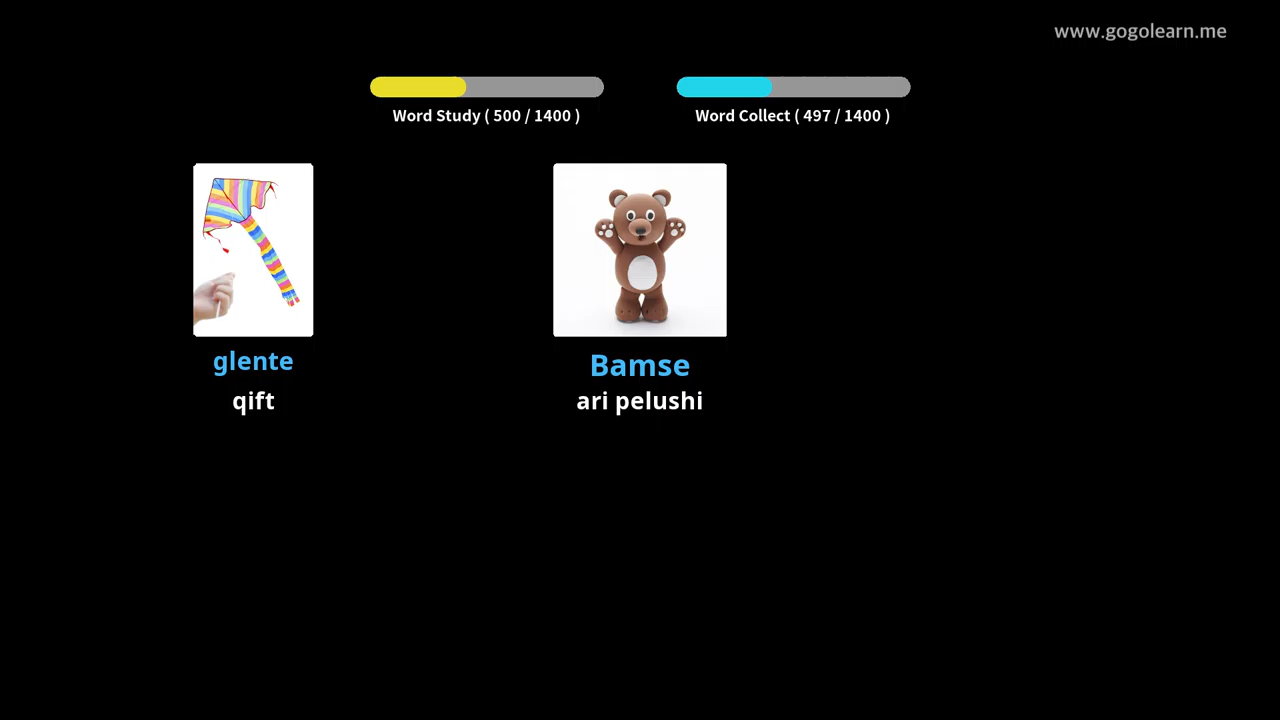 www.gogolearn.me
Word Study ( 500 / 1400 )
Word Collect ( 497 / 1400 )
glente
qift
Bamse
ari pelushi